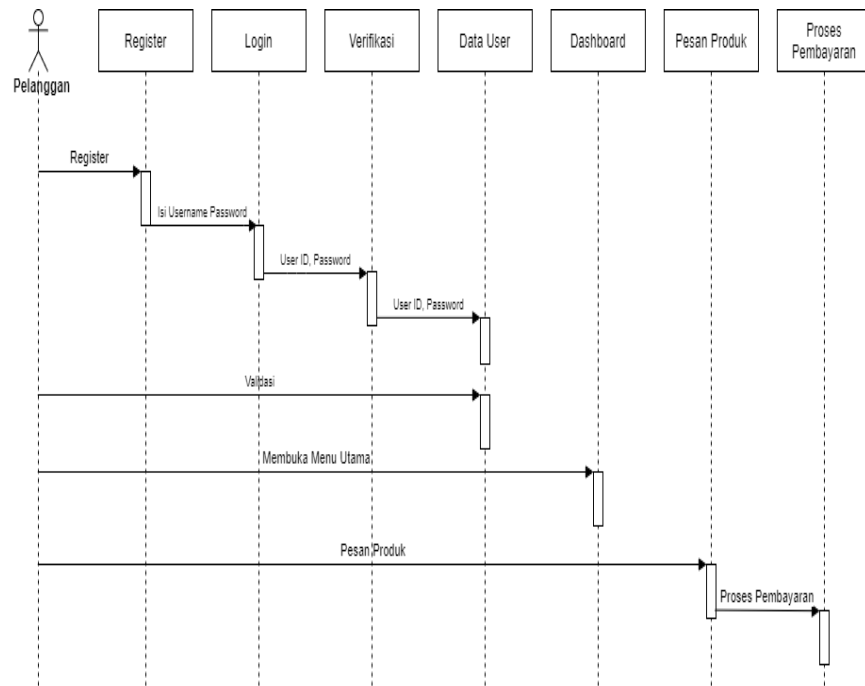 Register
Login
Verifikasi
Data User
Dashboard
Pesan Produk
Proses
Pembayaran
Pelanggan
Register
Isi Username Password
User ID, Password
User ID, Password
Validasi
Membuka Menu Utama
Pesan Produk
Proses Pembayaran